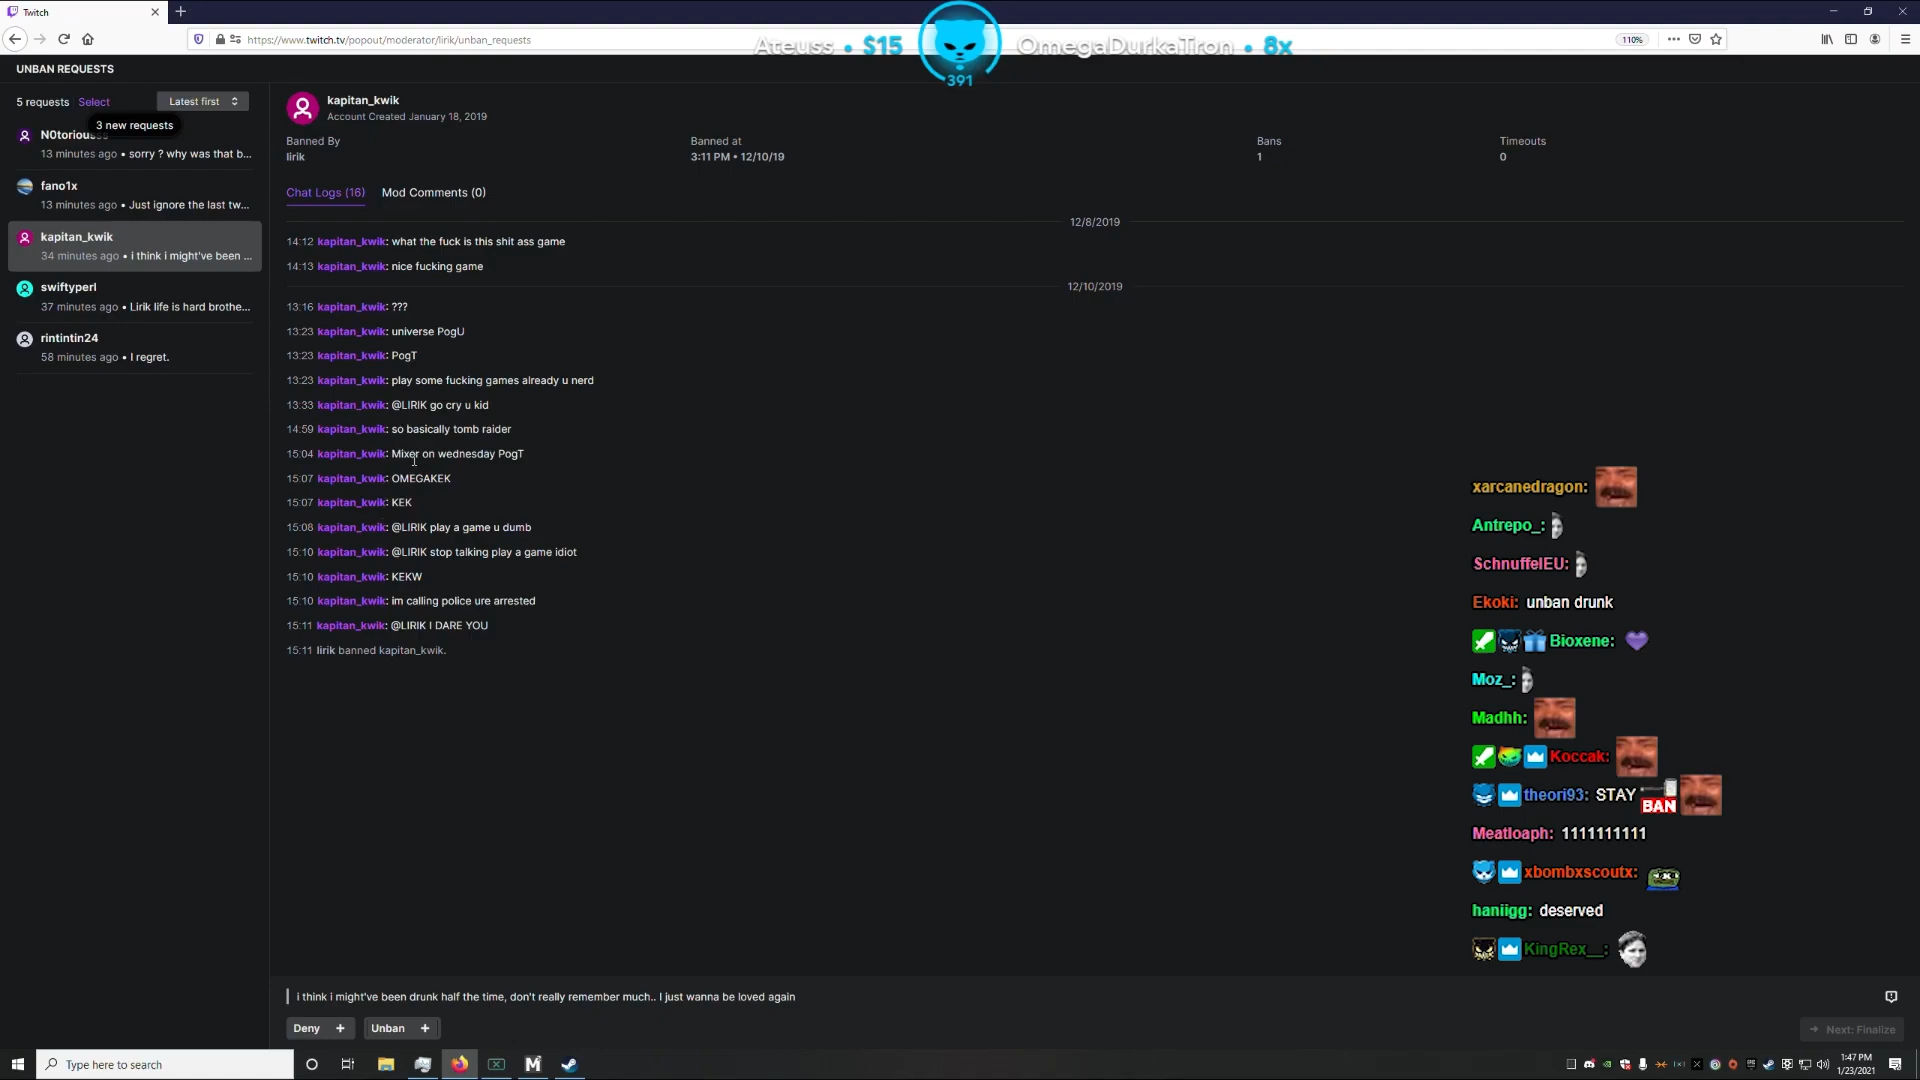 Twitch
https://www.twitch.tv/popout/moderator/lirik/unban_requests
110%
Ateuss • $15
391
OmegaDurkaTron • 8x
UNBAN REQUESTS
5 requests Select
Latest first
3 new requests
13 minutes ago • sorry ? why was that b...
fano1x
13 minutes ago • Just ignore the last tw...
kapitan_kwik
34 minutes ago • i think i might've been ...
swiftyperl
37 minutes ago • Lirik life is hard brothe...
rintintin24
58 minutes ago • I regret.
kapitan_kwik
Account Created January 18, 2019
Banned By
lirik
Banned at
3:11 PM • 12/10/19
Bans
1
Timeouts
0
Chat Logs (16)
Mod Comments (0)
12/8/2019
14:12 kapitan_kwik: what the fuck is this shit ass game
14:13 kapitan_kwik: nice fucking game
12/10/2019
13:16 kapitan_kwik: ???
13:23 kapitan_kwik: universe PogU
13:23 kapitan_kwik: PogT
13:23 kapitan_kwik: play some fucking games already u nerd
13:33 kapitan_kwik: @LIRIK go cry u kid
14:59 kapitan_kwik: so basically tomb raider
15:04 kapitan_kwik: Mixer on wednesday PogT
15:07 kapitan_kwik: OMEGAKEK
15:07 kapitan_kwik: KEK
15:08 kapitan_kwik: @LIRIK play a game u dumb
15:10 kapitan_kwik: @LIRIK stop talking play a game idiot
15:10 kapitan_kwik: KEKW
15:10 kapitan_kwik: im calling police ure arrested
15:11 kapitan_kwik: @LIRIK I DARE YOU
15:11 lirik banned kapitan_kwik.
xarcanedragon:
Antrepo_:
SchnuffelEU:
Ekoki: unban drunk
Bioxene:
Moz_:
Madhh:
Koccak:
theori93: STAY BAN
Meatloaph: 1111111111
xbombxscoutx:
haniigg: deserved
KingRex__:
i think i might've been drunk half the time, don't really remember much.. I just wanna be loved again
Deny +
Unban +
Next: Finalize
Type here to search
1:47 PM
1/23/2021